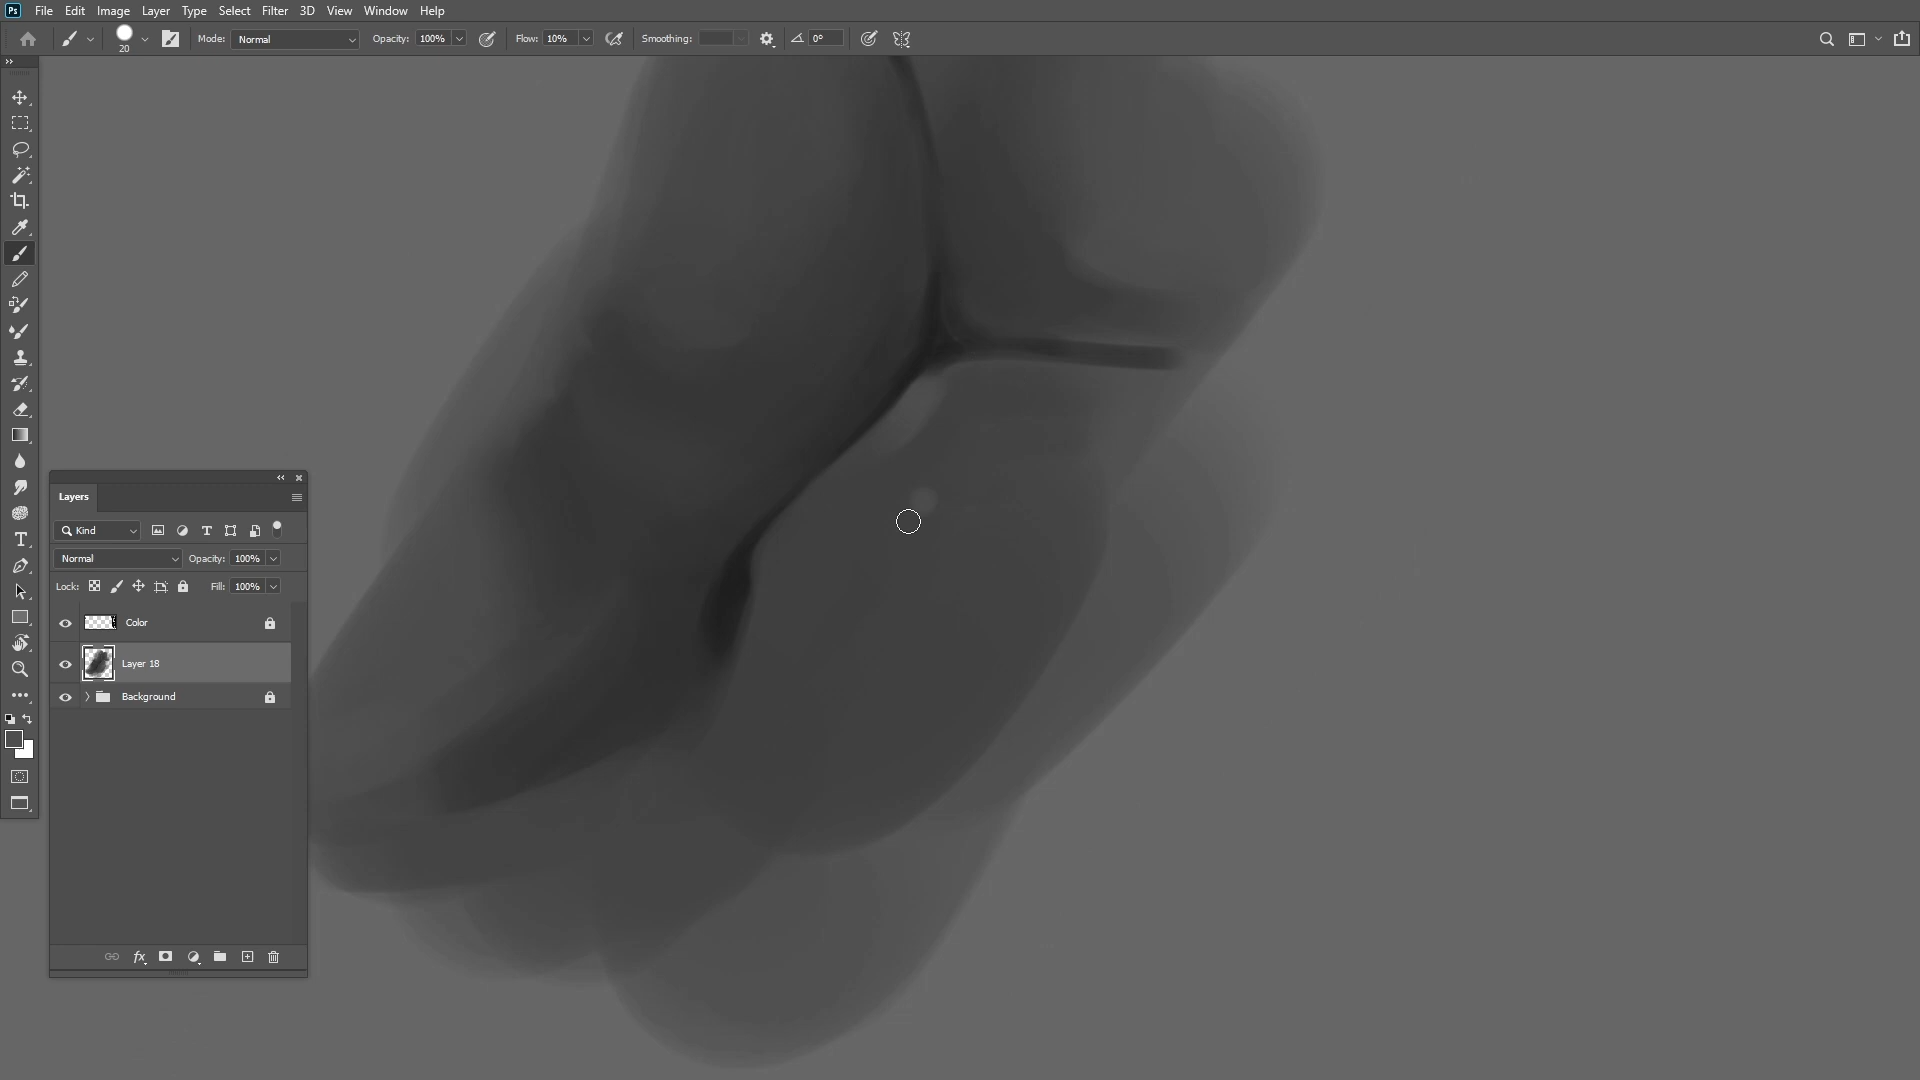 Ps File Edit Image Layer Type Select Filter 3D View Window Help
20 Mode: Normal Opacity: 100% Flow: 10% Smoothing: 0°
Layers
Kind
Normal Opacity: 100%
Lock: Fill: 100%
Color
Layer 18
Background